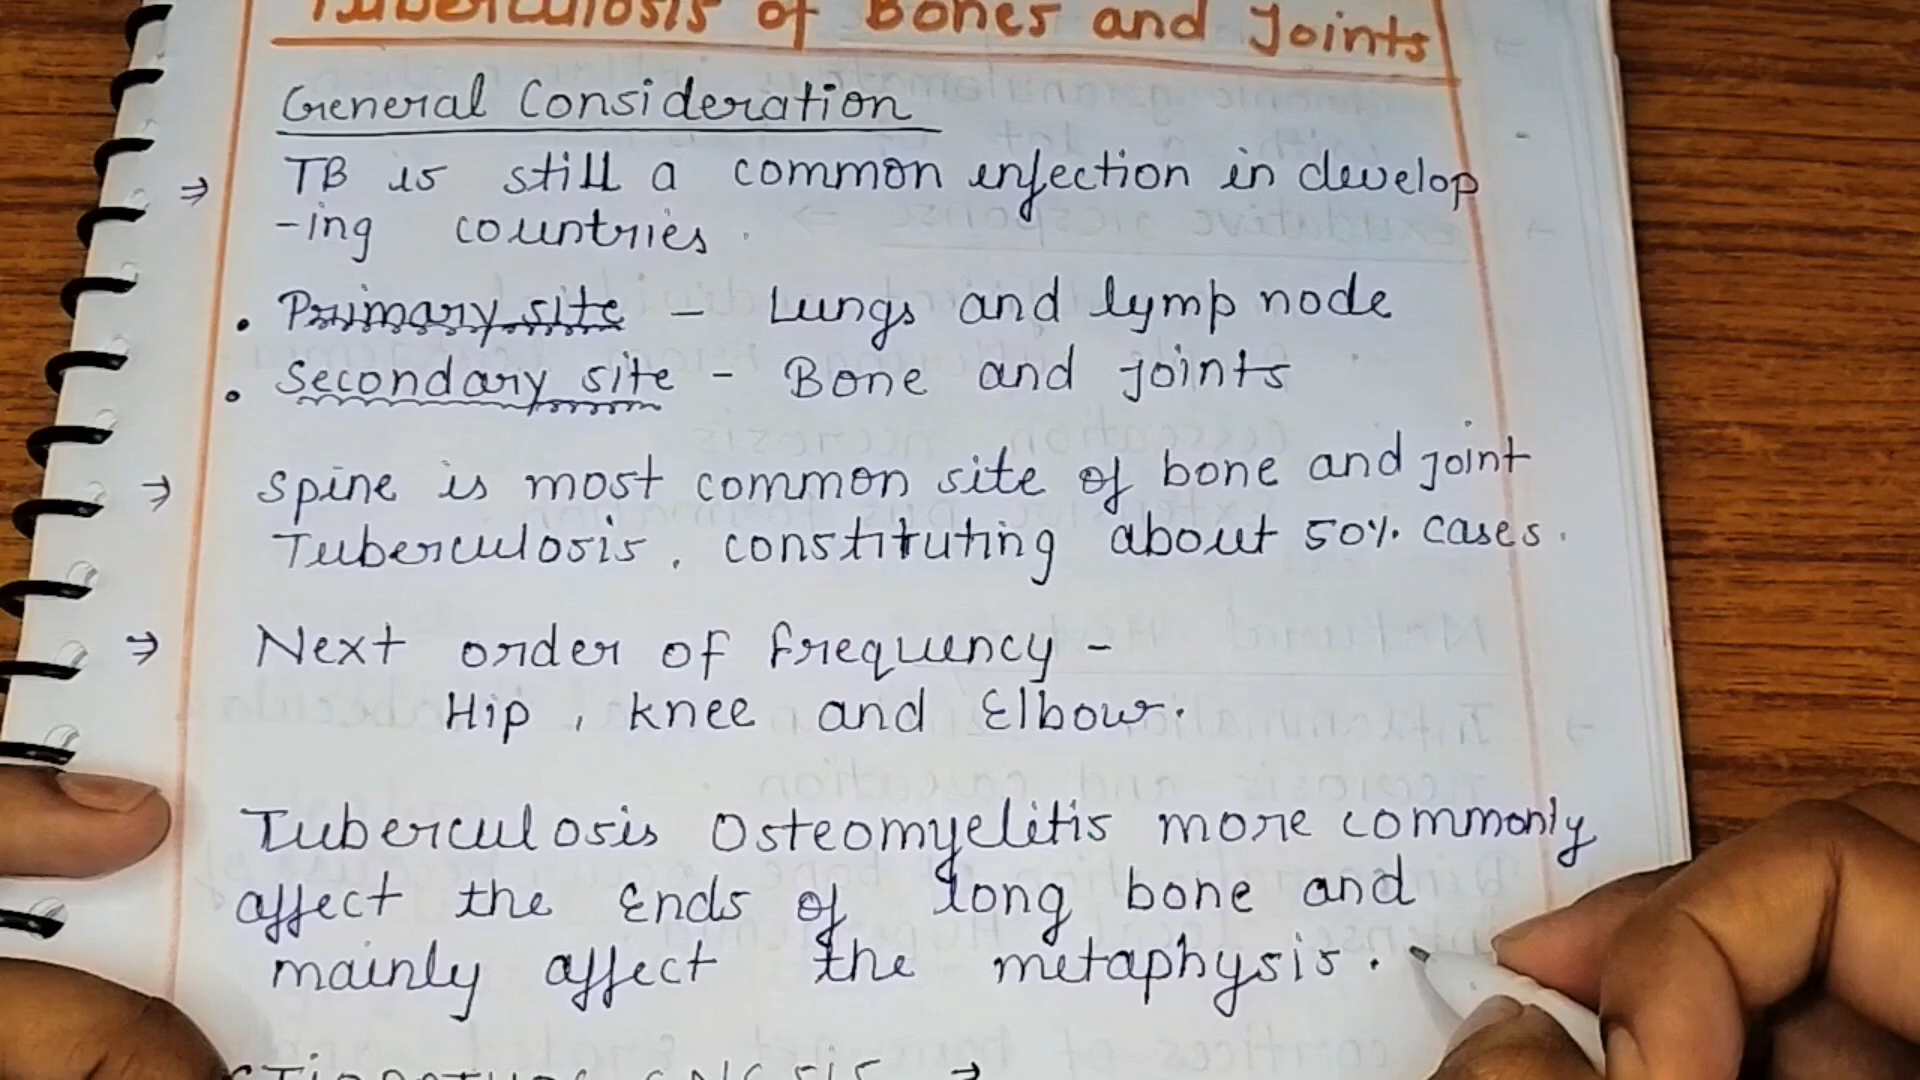 Tuberculosis of Bones and Joints
General Consideration
⇒ TB is still a common infection in develop
-ing countries.
• Primary site - Lungs and lymp node
• Secondary site - Bone and joints
⇒ Spine is most common site of bone and joint
Tuberculosis, constituting about 50% cases.
⇒ Next order of frequency -
Hip, knee and Elbow.
Tuberculosis Osteomyelitis more commonly
affect the Ends of long bone and
mainly affect the metaphysis.